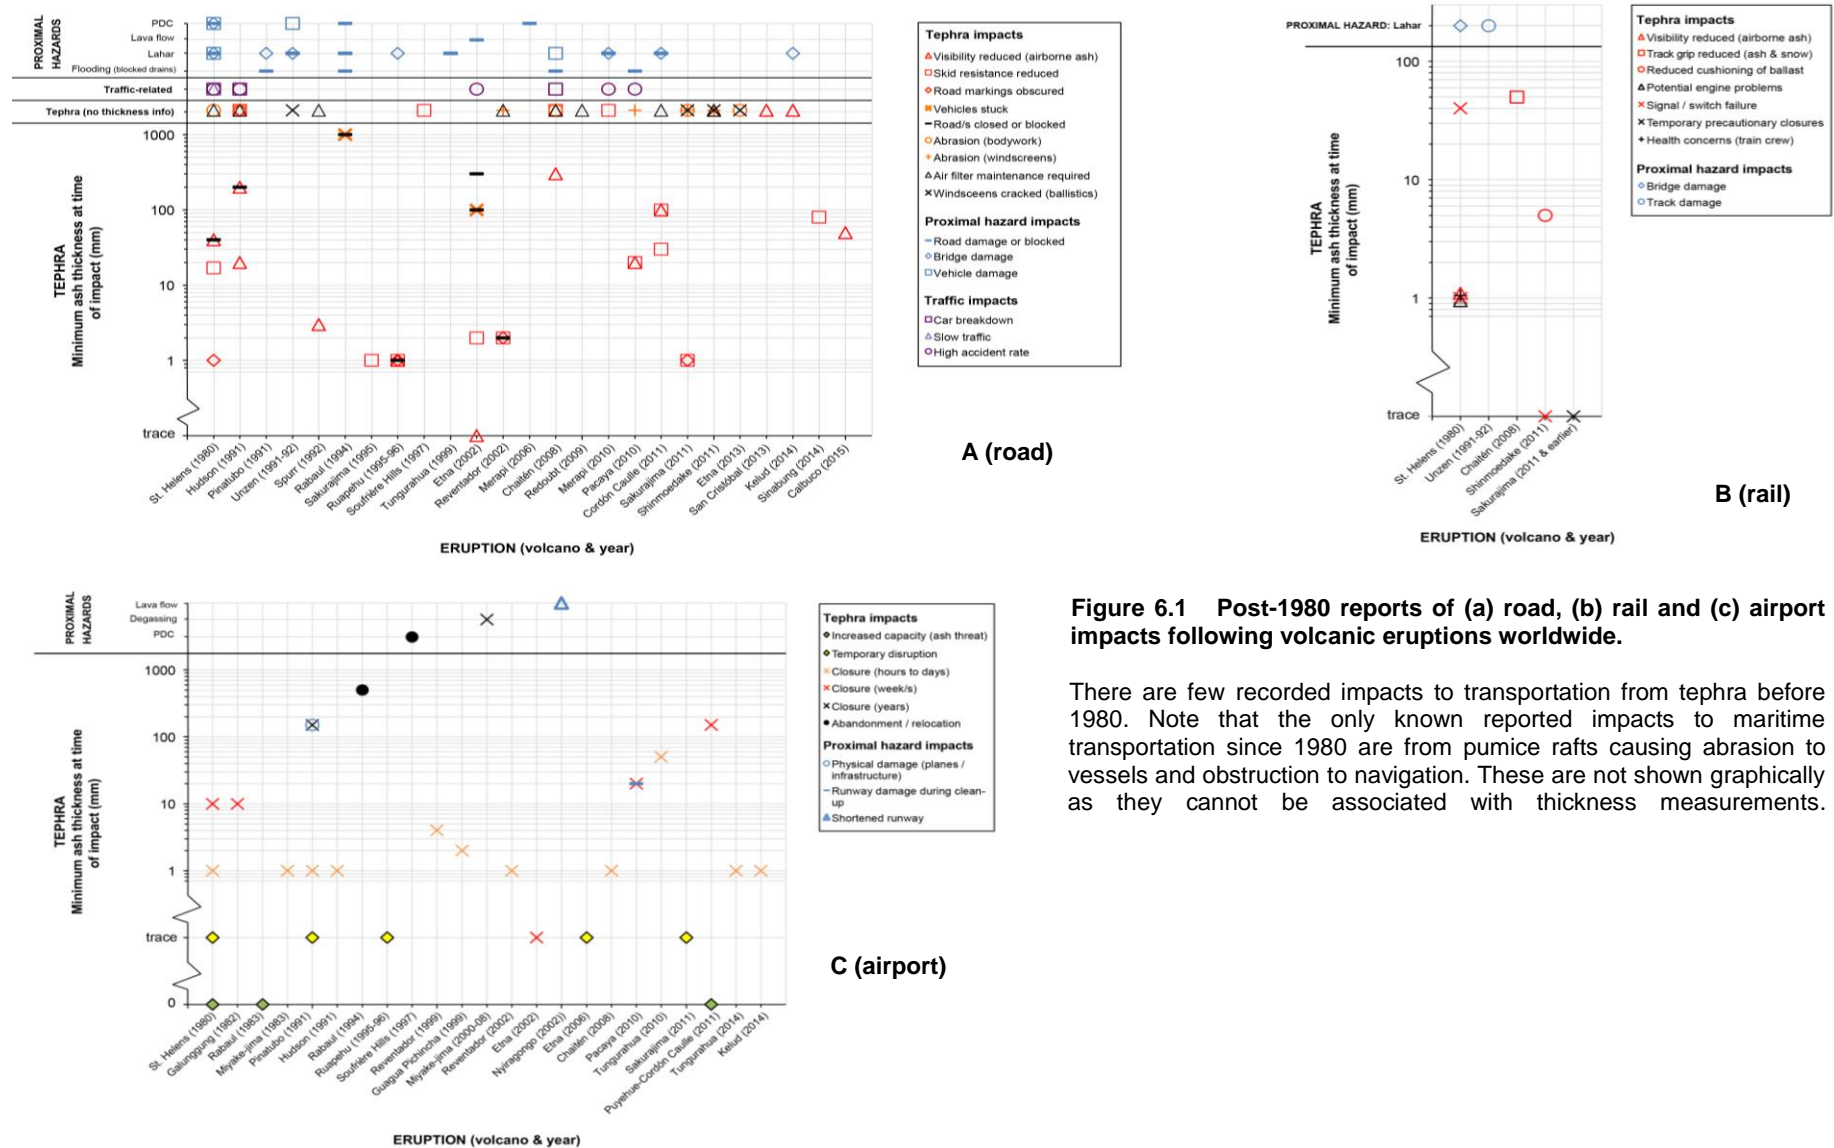 PROXIMAL
HAZARDS
PDC
Lava flow
Lahar
Flooding (blocked drains)
Traffic-related
Tephra (no thickness info)
TEPHRA
Minimum ash thickness at time
of impact (mm)
1000
100
10
1
trace
St. Helens (1980)
Hudson (1991)
Pinatubo (1991)
Unzen (1991-92)
Spurr (1992)
Rabaul (1994)
Sakurajima (1995)
Ruapehu (1995-96)
Soufrière Hills (1997)
Tungurahua (1999)
Etna (2002)
Reventador (2002)
Merapi (2006)
Chaitén (2008)
Redoubt (2009)
Merapi (2010)
Pacaya (2010)
Cordón Caulle (2011)
Sakurajima (2011)
Shinmoedake (2011)
Etna (2013)
San Cristóbal (2013)
Kelud (2014)
Sinabung (2014)
Calbuco (2015)
ERUPTION (volcano & year)
Tephra impacts
Visibility reduced (airborne ash)
Skid resistance reduced
Road markings obscured
Vehicles stuck
Road/s closed or blocked
Abrasion (bodywork)
Abrasion (windscreens)
Air filter maintenance required
Windsceens cracked (ballistics)
Proximal hazard impacts
Road damage or blocked
Bridge damage
Vehicle damage
Traffic impacts
Car breakdown
Slow traffic
High accident rate
A (road)
PROXIMAL HAZARD: Lahar
TEPHRA
Minimum ash thickness at time
of impact (mm)
100
10
1
trace
St. Helens (1980)
Unzen (1991-92)
Chaitén (2008)
Shinmoedake (2011)
Sakurajima (2011 & earlier)
ERUPTION (volcano & year)
Tephra impacts
Visibility reduced (airborne ash)
Track grip reduced (ash & snow)
Reduced cushioning of ballast
Potential engine problems
Signal / switch failure
Temporary precautionary closures
Health concerns (train crew)
Proximal hazard impacts
Bridge damage
Track damage
B (rail)
PROXIMAL
HAZARDS
Lava flow
Degassing
PDC
TEPHRA
Minimum ash thickness at time
of impact (mm)
1000
100
10
1
trace
0
St. Helens (1980)
Galunggung (1982)
Rabaul (1983)
Miyake-jima (1983)
Pinatubo (1991)
Hudson (1991)
Rabaul (1994)
Ruapehu (1995-96)
Soufrière Hills (1997)
Reventador (1999)
Guagua Pichincha (1999)
Miyake-jima (2000-08)
Reventador (2002)
Etna (2002)
Nyiragongo (2002))
Etna (2006)
Chaitén (2008)
Pacaya (2010)
Tungurahua (2010)
Sakurajima (2011)
Puyehue-Cordón Caulle (2011)
Tungurahua (2014)
Kelud (2014)
ERUPTION (volcano & year)
Tephra impacts
Increased capacity (ash threat)
Temporary disruption
Closure (hours to days)
Closure (week/s)
Closure (years)
Abandonment / relocation
Proximal hazard impacts
Physical damage (planes /
infrastructure)
Runway damage during clean-
up
Shortened runway
C (airport)
Figure 6.1 Post-1980 reports of (a) road, (b) rail and (c) airport
impacts following volcanic eruptions worldwide.
There are few recorded impacts to transportation from tephra before
1980. Note that the only known reported impacts to maritime
transportation since 1980 are from pumice rafts causing abrasion to
vessels and obstruction to navigation. These are not shown graphically
as they cannot be associated with thickness measurements.